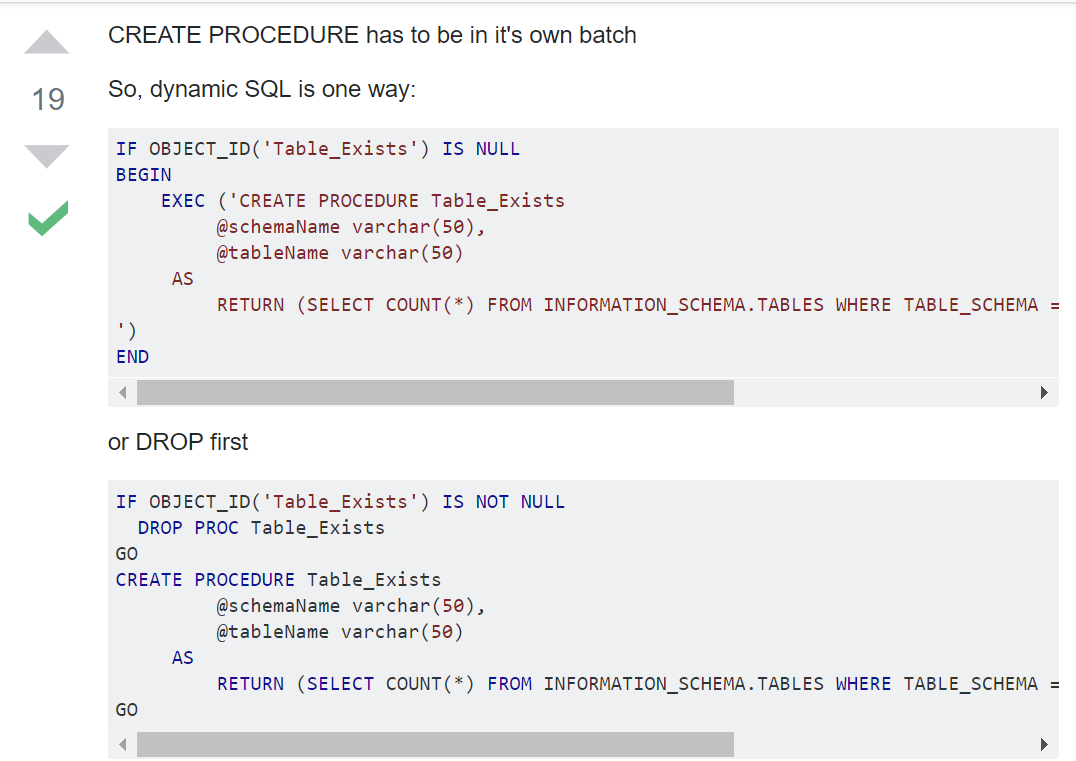 CREATE PROCEDURE has to be in it's own batch
19
So, dynamic SQL is one way:
IF OBJECT_ID('Table_Exists') IS NULL
BEGIN
EXEC ('CREATE PROCEDURE Table_Exists
@schemaName varchar(50),
@tableName varchar(50)
AS
RETURN (SELECT COUNT(*) FROM INFORMATION_SCHEMA.TABLES WHERE TABLE_SCHEMA =
')
END
or DROP first
IF OBJECT_ID('Table_Exists') IS NOT NULL
DROP PROC Table_Exists
GO
CREATE PROCEDURE Table_Exists
@schemaName varchar(50),
@tableName varchar(50)
AS
RETURN (SELECT COUNT(*) FROM INFORMATION_SCHEMA.TABLES WHERE TABLE_SCHEMA =
GO